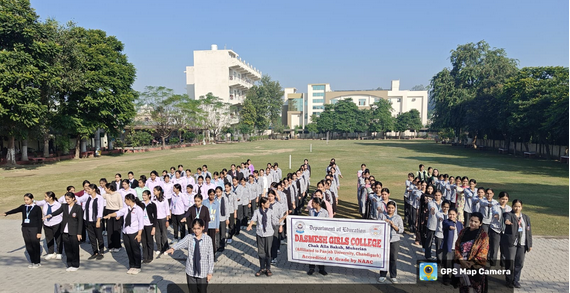 Department of Education
DASMESH GIRLS COLLEGE
Chak Alla Baksh, Mukerian
(Affiliated to Panjab University, Chandigarh)
Accredited 'A' Grade by NAAC
GPS Map Camera